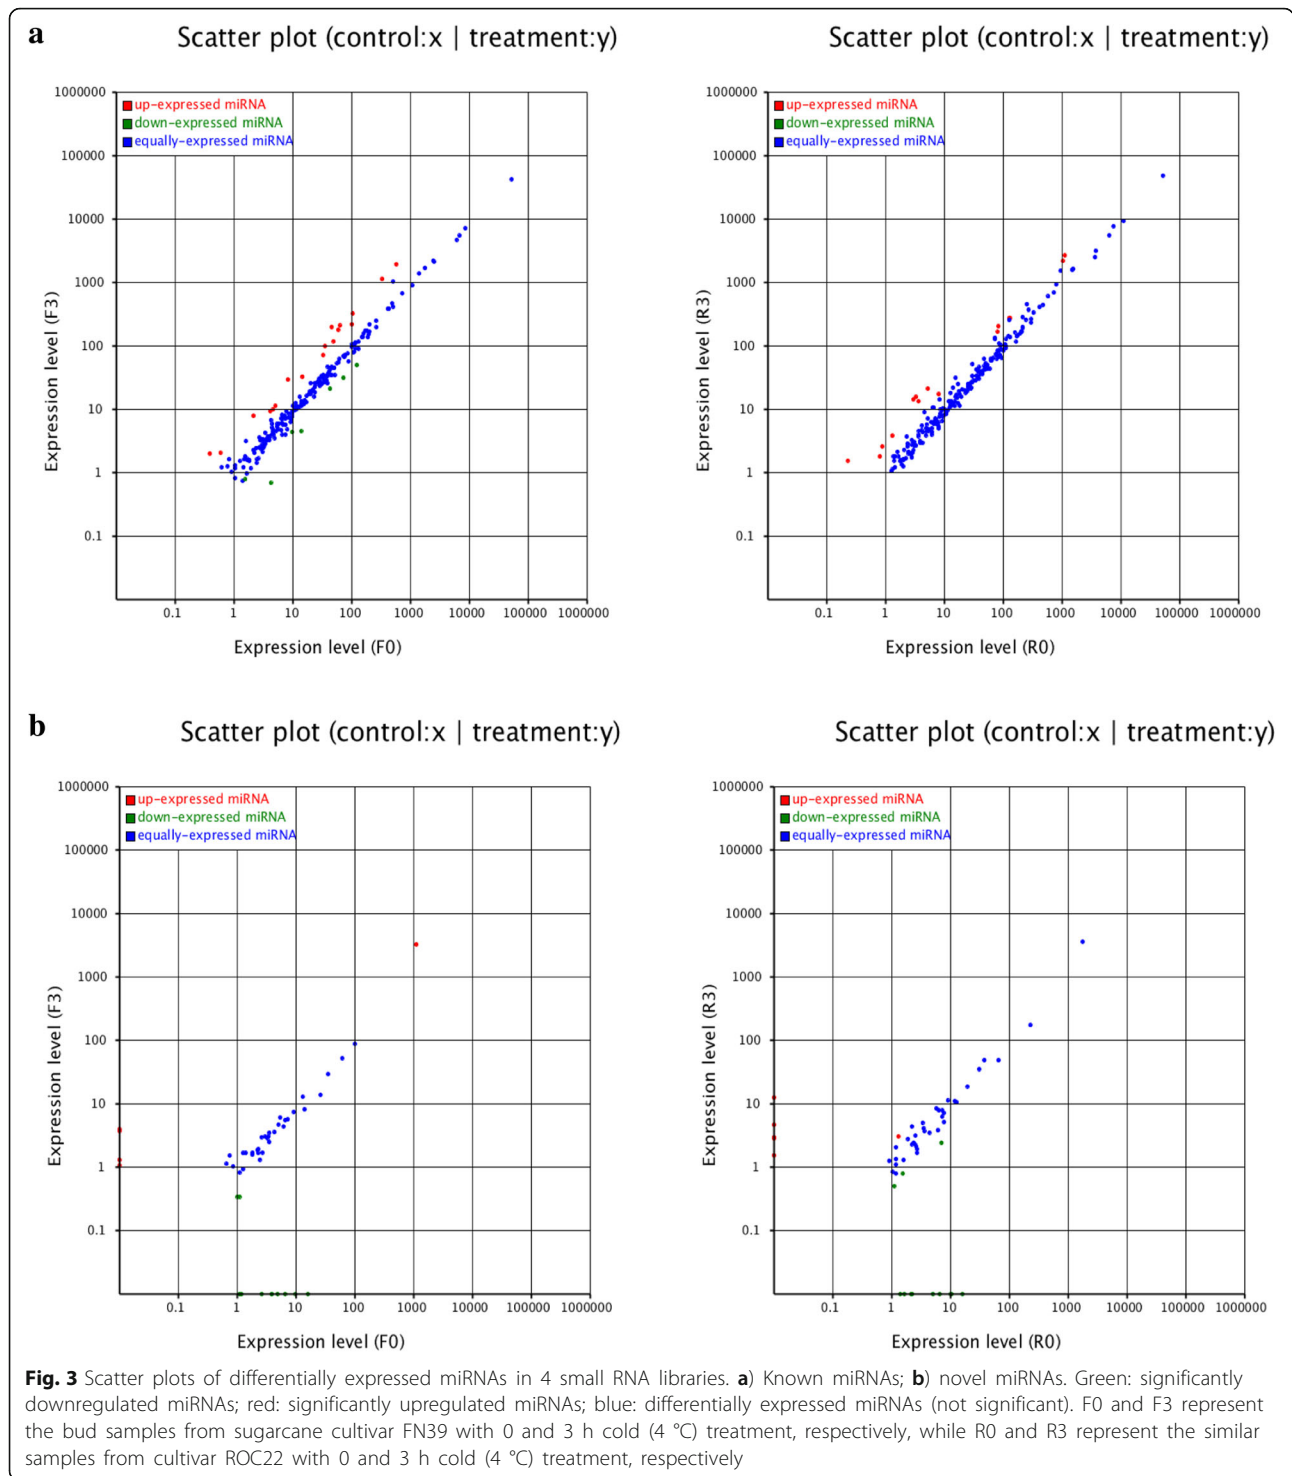 a
Scatter plot (control:x | treatment:y)
1000000
100000
10000
1000
100
10
1
0.1
up-expressed miRNA
down-expressed miRNA
equally-expressed miRNA
Expression level (F3)
0.1 1 10 100 1000 10000 100000 1000000
Expression level (F0)
Scatter plot (control:x | treatment:y)
1000000
100000
10000
1000
100
10
1
0.1
up-expressed miRNA
down-expressed miRNA
equally-expressed miRNA
Expression level (R3)
0.1 1 10 100 1000 10000 100000 1000000
Expression level (R0)
b
Scatter plot (control:x | treatment:y)
1000000
100000
10000
1000
100
10
1
0.1
up-expressed miRNA
down-expressed miRNA
equally-expressed miRNA
Expression level (F3)
0.1 1 10 100 1000 10000 100000 1000000
Expression level (F0)
Scatter plot (control:x | treatment:y)
1000000
100000
10000
1000
100
10
1
0.1
up-expressed miRNA
down-expressed miRNA
equally-expressed miRNA
Expression level (R3)
0.1 1 10 100 1000 10000 100000 1000000
Expression level (R0)
Fig. 3 Scatter plots of differentially expressed miRNAs in 4 small RNA libraries. a) Known miRNAs; b) novel miRNAs. Green: significantly
downregulated miRNAs; red: significantly upregulated miRNAs; blue: differentially expressed miRNAs (not significant). F0 and F3 represent
the bud samples from sugarcane cultivar FN39 with 0 and 3 h cold (4 °C) treatment, respectively, while R0 and R3 represent the similar
samples from cultivar ROC22 with 0 and 3 h cold (4 °C) treatment, respectively